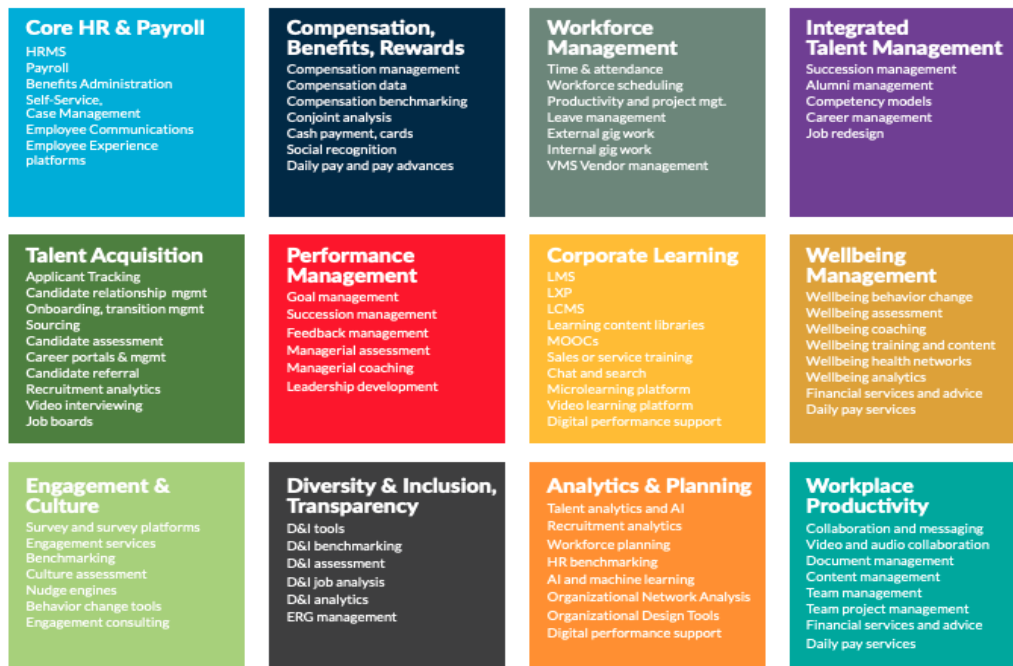 Core HR & Payroll
HRMS
Payroll
Benefits Administration
Self-Service,
Case Management
Employee Communications
Employee Experience
platforms
Compensation,
Benefits, Rewards
Compensation management
Compensation data
Compensation benchmarking
Conjoint analysis
Cash payment, cards
Social recognition
Daily pay and pay advances
Workforce
Management
Time & attendance
Workforce scheduling
Productivity and project mgt.
Leave management
External gig work
Internal gig work
VMS Vendor management
Integrated
Talent Management
Succession management
Alumni management
Competency models
Career management
Job redesign
Talent Acquisition
Applicant Tracking
Candidate relationship mgmt
Onboarding, transition mgmt
Sourcing
Candidate assessment
Career portals & mgmt
Candidate referral
Recruitment analytics
Video interviewing
Job boards
Performance
Management
Goal management
Succession management
Feedback management
Managerial assessment
Managerial coaching
Leadership development
Corporate Learning
LMS
LXP
LCMS
Learning content libraries
MOOCs
Sales or service training
Chat and search
Microlearning platform
Video learning platform
Digital performance support
Wellbeing
Management
Wellbeing behavior change
Wellbeing assessment
Wellbeing coaching
Wellbeing training and content
Wellbeing health networks
Wellbeing analytics
Financial services and advice
Daily pay services
Engagement &
Culture
Survey and survey platforms
Engagement services
Benchmarking
Culture assessment
Nudge engines
Behavior change tools
Engagement consulting
Diversity & Inclusion,
Transparency
D&I tools
D&I benchmarking
D&I assessment
D&I job analysis
D&I analytics
ERG management
Analytics & Planning
Talent analytics and AI
Recruitment analytics
Workforce planning
HR benchmarking
AI and machine learning
Organizational Network Analysis
Organizational Design Tools
Digital performance support
Workplace
Productivity
Collaboration and messaging
Video and audio collaboration
Document management
Content management
Team management
Team project management
Financial services and advice
Daily pay services